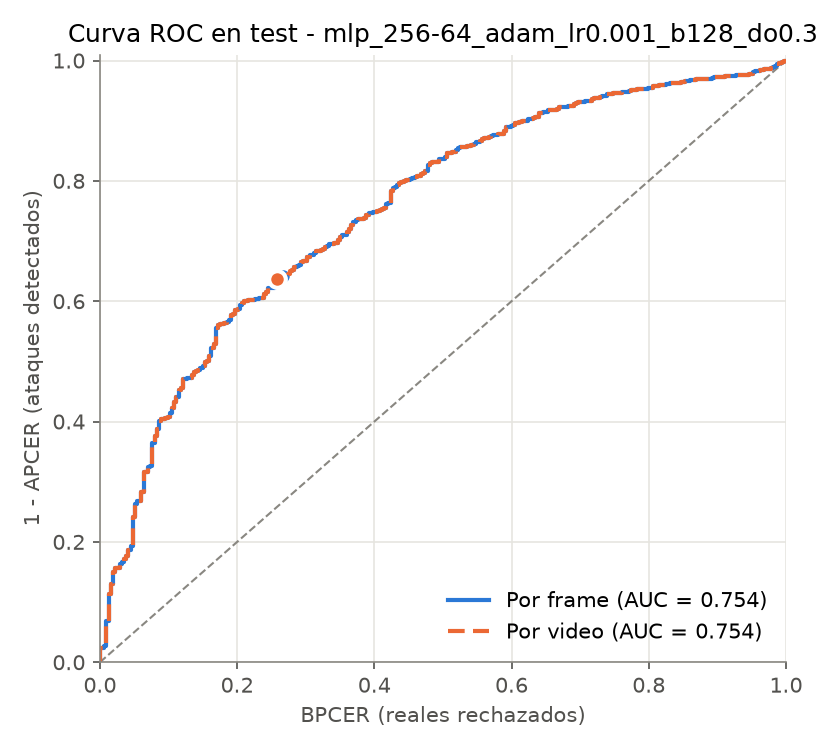 Curva ROC en test - mlp_256-64_adam_lr0.001_b128_do0.3
1.0
0.8
0.6
0.4
0.2
0.0
1 - APCER (ataques detectados)
Por frame (AUC = 0.754)
Por video (AUC = 0.754)
0.0 0.2 0.4 0.6 0.8 1.0
BPCER (reales rechazados)